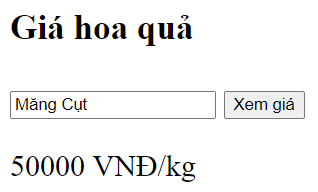 Giá hoa quả
Măng Cụt Xem giá
50000 VNĐ/kg